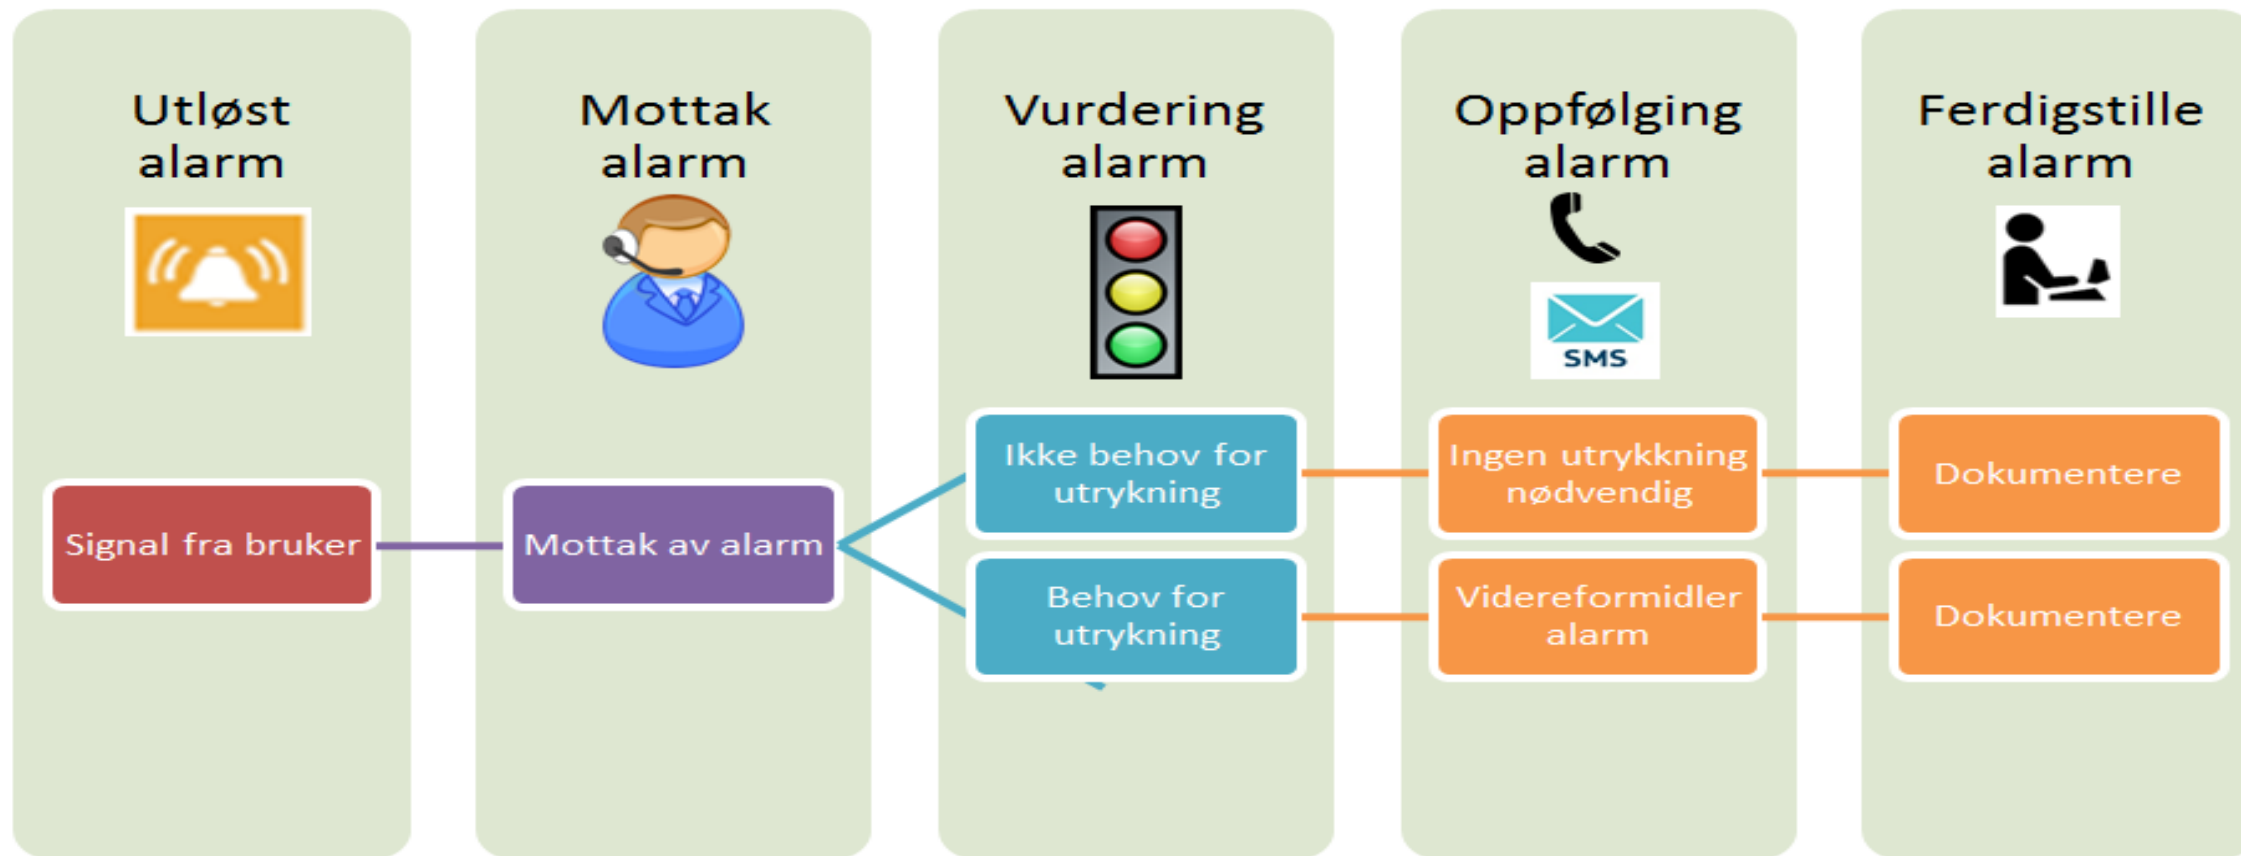 Utløst
alarm
Mottak
alarm
Vurdering
alarm
Oppfølging
alarm
Ferdigstille
alarm
SMS
Signal fra bruker
Mottak av alarm
Ikke behov for
utrykning
Behov for
utrykning
Ingen utrykkning
nødvendig
Videreformidler
alarm
Dokumentere
Dokumentere